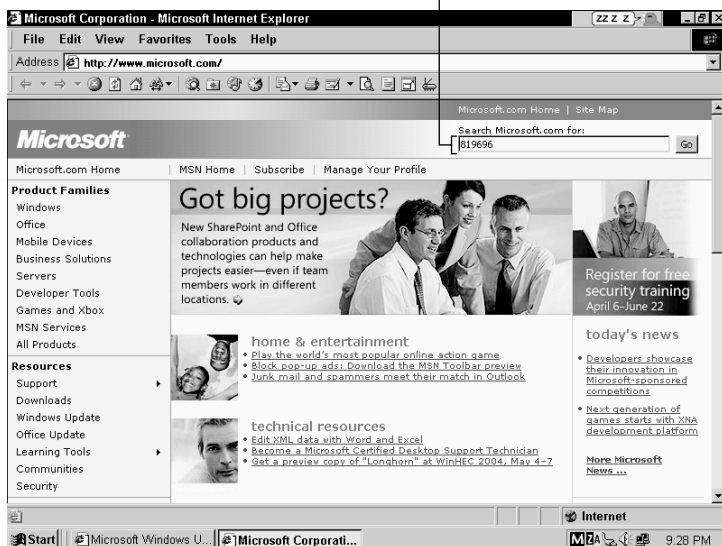 Microsoft Corporation - Microsoft Internet Explorer
ZZ Z Z
File Edit View Favorites Tools Help
Address http://www.microsoft.com/
Microsoft.com Home | Site Map
Microsoft
Search Microsoft.com for:
819696 Go
Microsoft.com Home | MSN Home | Subscribe | Manage Your Profile
Product Families
Windows
Office
Mobile Devices
Business Solutions
Servers
Developer Tools
Games and Xbox
MSN Services
All Products
Resources
Support
Downloads
Windows Update
Office Update
Learning Tools
Communities
Security
Got big projects?
New SharePoint and Office
collaboration products and
technologies can help make
projects easier—even if team
members work in different
locations.
home & entertainment
• Play the world's most popular online action game
• Block pop-up ads: Download the MSN Toolbar preview
• Junk mail and spammers meet their match in Outlook
technical resources
• Edit XML data with Word and Excel
• Become a Microsoft Certified Desktop Support Technician
• Get a preview copy of "Longhorn" at WinHEC 2004, May 4-7
Register for free
security training
April 6-June 22
today's news
• Developers showcase
their innovation in
Microsoft-sponsored
competitions
• Next generation of
games starts with XNA
development platform
More Microsoft
News ...
Internet
Start Microsoft Windows U... Microsoft Corporati... 9:28 PM